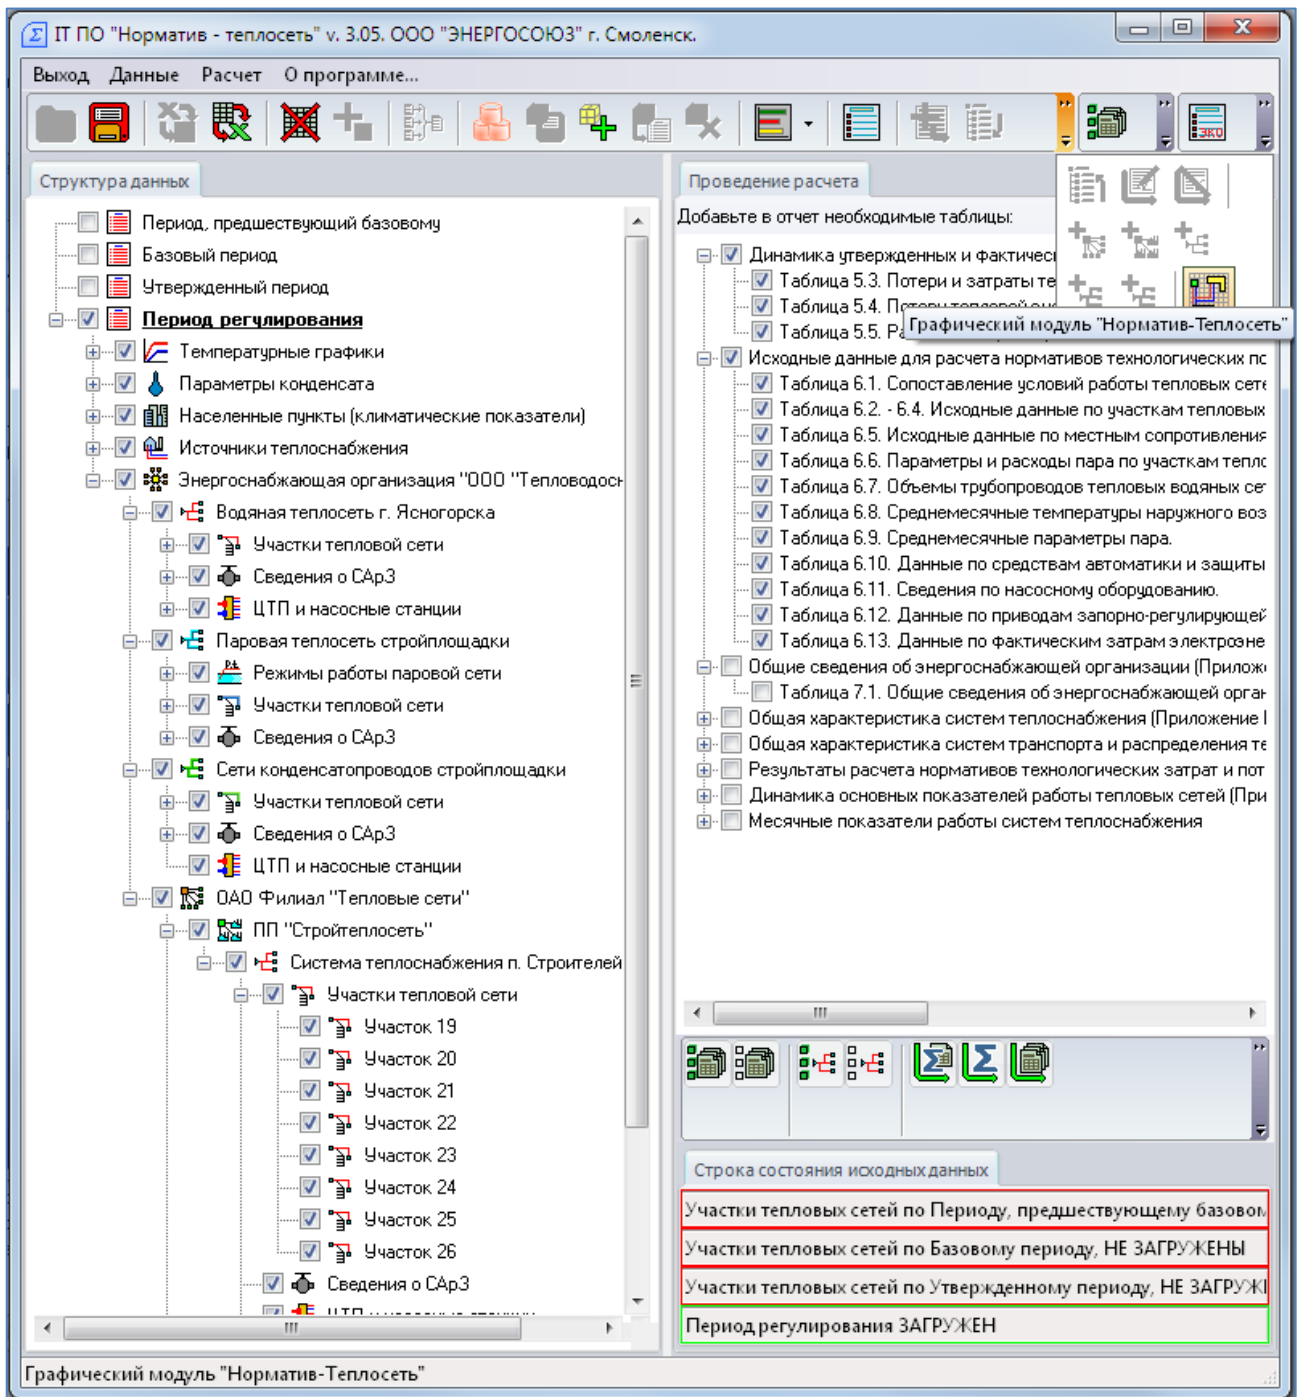 IT ПО "Норматив - теплосеть" v. 3.05. ООО "ЭНЕРГОСОЮЗ" г. Смоленск.
Выход Данные Расчет О программе...
Структура данных
Период, предшествующий базовому
Базовый период
Утвержденный период
Период регулирования
Температурные графики
Параметры конденсата
Населенные пункты (климатические показатели)
Источники теплоснабжения
Энергоснабжающая организация "ООО "Тепловодосн
Водяная теплосеть г. Ясногорска
Участки тепловой сети
Сведения о САрЗ
ЦТП и насосные станции
Паровая теплосеть стройплощадки
Режимы работы паровой сети
Участки тепловой сети
Сведения о САрЗ
Сети конденсатопроводов стройплощадки
Участки тепловой сети
Сведения о САрЗ
ЦТП и насосные станции
ОАО Филиал "Тепловые сети"
ПП "Стройтеплосеть"
Система теплоснабжения п. Строителей
Участки тепловой сети
Участок 19
Участок 20
Участок 21
Участок 22
Участок 23
Участок 24
Участок 25
Участок 26
Сведения о САрЗ
Проведение расчета
Добавьте в отчет необходимые таблицы:
Динамика утвержденных и фактичес
Таблица 5.3. Потери и затраты те
Таблица 5.4.
Таблица 5.5. Ра
Графический модуль "Норматив-Теплосеть"
Исходные данные для расчета нормативов технологических пс
Таблица 6.1. Сопоставление условий работы тепловых сете
Таблица 6.2. - 6.4. Исходные данные по участкам тепловых
Таблица 6.5. Исходные данные по местным сопротивления
Таблица 6.6. Параметры и расходы пара по участкам тепло
Таблица 6.7. Объемы трубопроводов тепловых водяных се
Таблица 6.8. Среднемесячные температуры наружного воз
Таблица 6.9. Среднемесячные параметры пара.
Таблица 6.10. Данные по средствам автоматики и защиты
Таблица 6.11. Сведения по насосному оборудованию.
Таблица 6.12. Данные по приводам запорно-регулирующей
Таблица 6.13. Данные по фактическим затрам электроэне
Общие сведения об энергоснабжающей организации (Прилож
Таблица 7.1. Общие сведения об энергоснабжающей орган
Общая характеристика систем теплоснабжения (Приложение
Общая характеристика систем транспорта и распределения те
Результаты расчета нормативов технологических затрат и пот
Динамика основных показателей работы тепловых сетей (При
Месячные показатели работы систем теплоснабжения
Строка состояния исходных данных
Участки тепловых сетей по Периоду, предшествующему базовом
Участки тепловых сетей по Базовому периоду, НЕ ЗАГРУЖЕНЫ
Участки тепловых сетей по Утвержденному периоду, НЕ ЗАГРУЖ
Период регулирования ЗАГРУЖЕН
Графический модуль "Норматив-Теплосеть"